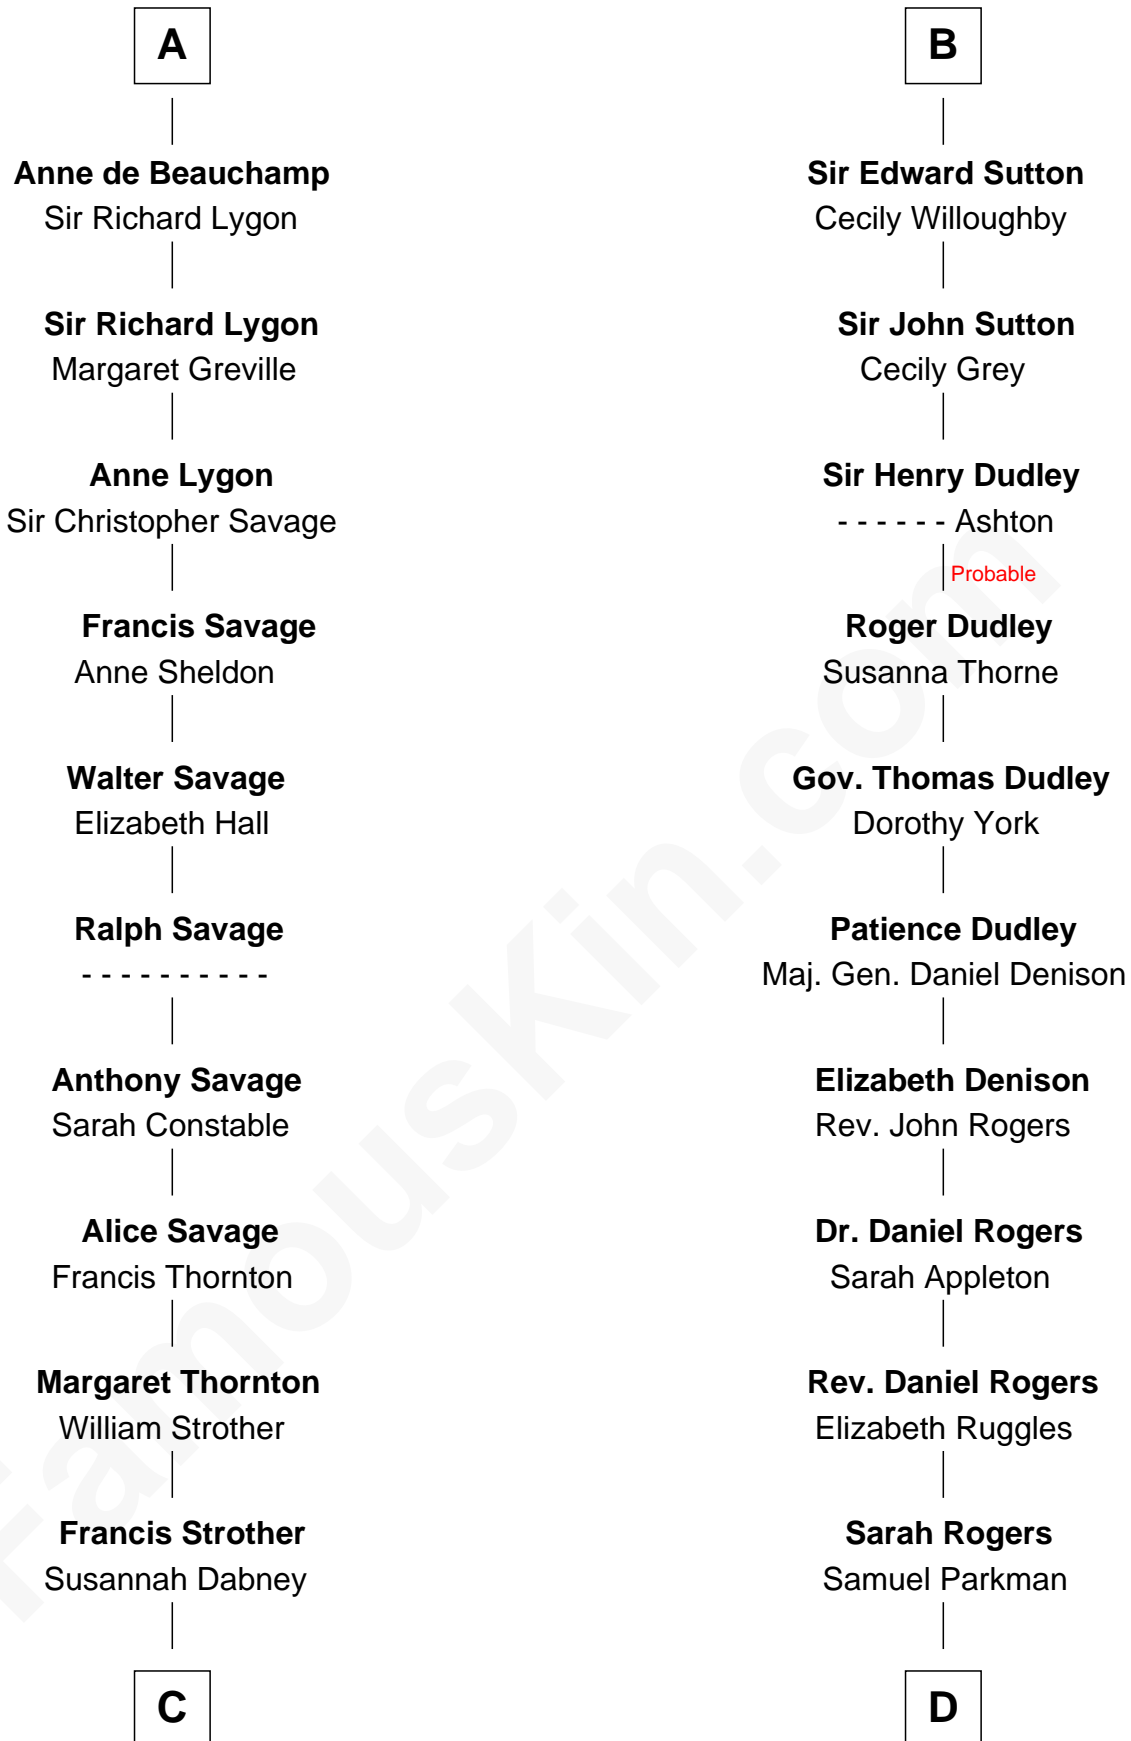 A
Anne de Beauchamp
Sir Richard Lygon
Sir Richard Lygon
Margaret Greville
Anne Lygon
Sir Christopher Savage
Francis Savage
Anne Sheldon
Walter Savage
Elizabeth Hall
Ralph Savage
- - - - - - - - - -
Anthony Savage
Sarah Constable
Alice Savage
Francis Thornton
Margaret Thornton
William Strother
Francis Strother
Susannah Dabney
C
B
Sir Edward Sutton
Cecily Willoughby
Sir John Sutton
Cecily Grey
Sir Henry Dudley
- - - - - - Ashton
Probable
Roger Dudley
Susanna Thorne
Gov. Thomas Dudley
Dorothy York
Patience Dudley
Maj. Gen. Daniel Denison
Elizabeth Denison
Rev. John Rogers
Dr. Daniel Rogers
Sarah Appleton
Rev. Daniel Rogers
Elizabeth Ruggles
Sarah Rogers
Samuel Parkman
D
FamousKin.com